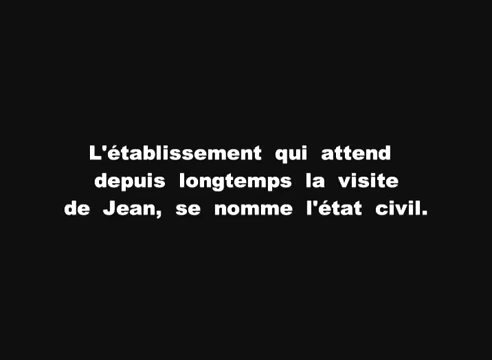 L'établissement qui attend
depuis longtemps la visite
de Jean, se nomme l'état civil.